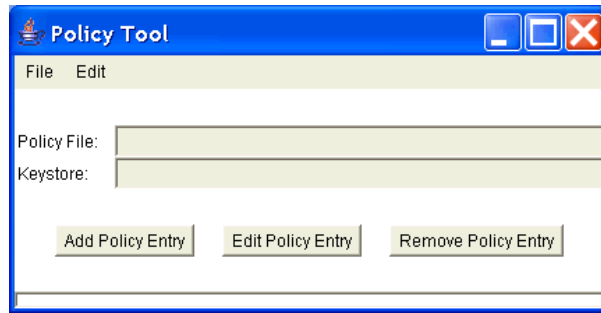 Policy Tool
File Edit
Policy File:
Keystore:
Add Policy Entry Edit Policy Entry Remove Policy Entry